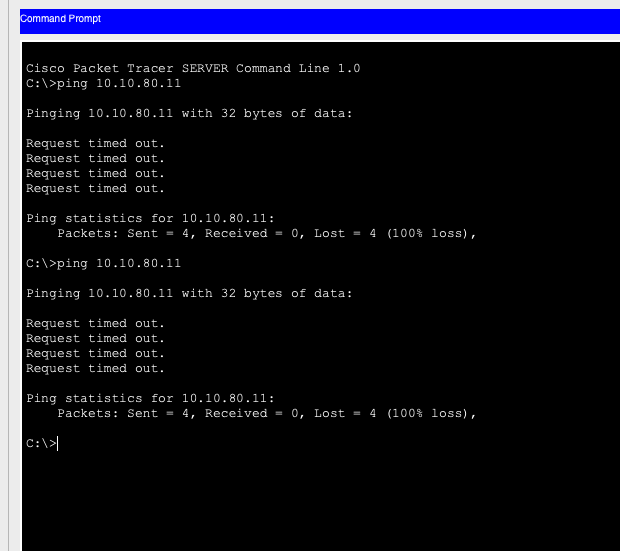 Command Prompt
Cisco Packet Tracer SERVER Command Line 1.0
C:\>ping 10.10.80.11
Pinging 10.10.80.11 with 32 bytes of data:
Request timed out.
Request timed out.
Request timed out.
Request timed out.
Ping statistics for 10.10.80.11:
    Packets: Sent = 4, Received = 0, Lost = 4 (100% loss),
C:\>ping 10.10.80.11
Pinging 10.10.80.11 with 32 bytes of data:
Request timed out.
Request timed out.
Request timed out.
Request timed out.
Ping statistics for 10.10.80.11:
    Packets: Sent = 4, Received = 0, Lost = 4 (100% loss),
C:\>